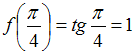 f(π/4) = tg π/4 = 1